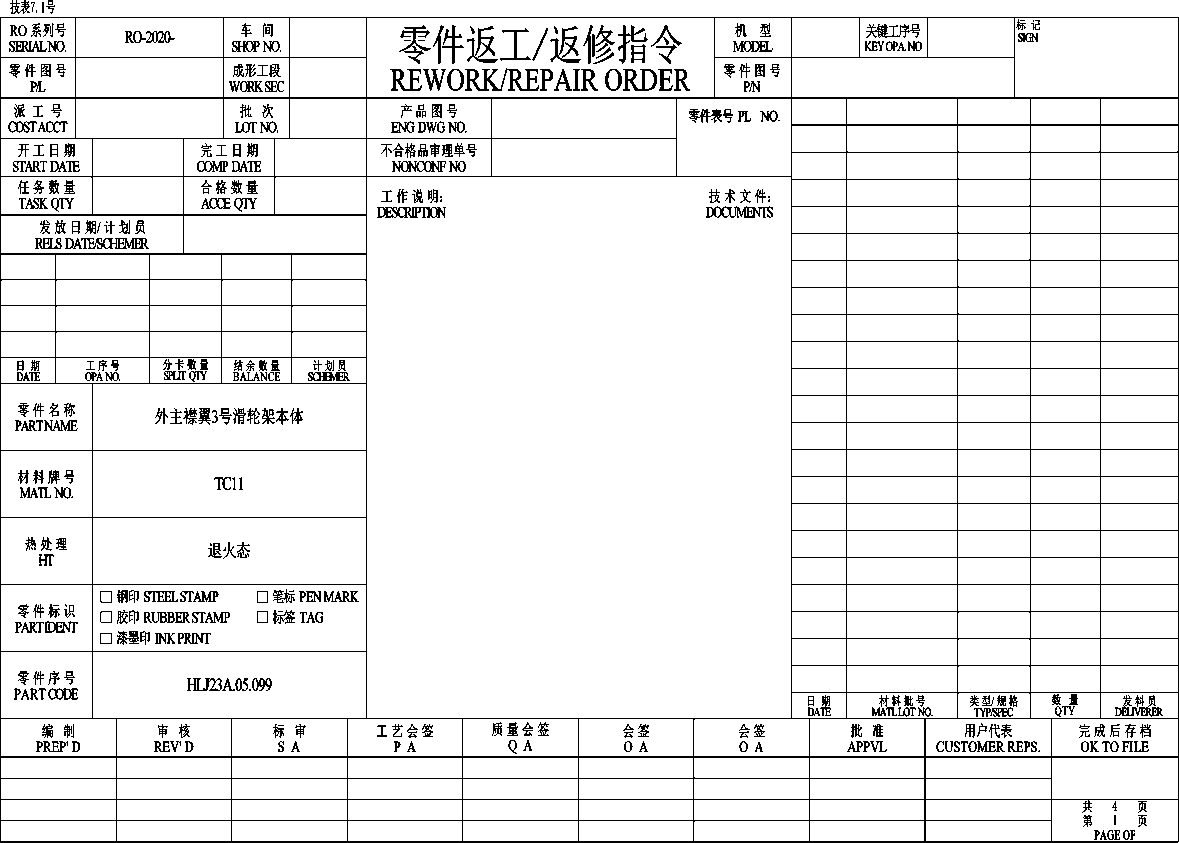 技表7.1号
RO 系列号
SERIAL NO.
RO-2020-
车 间
SHOP NO.
零件返工/返修指令
REWORK/REPAIR ORDER
机 型
MODEL
关键工序号
KEY OPA NO
标 记
SIGN
零 件 图 号
P/L
成形工段
WORK SEC
零 件 图 号
P/N
派 工 号
COST ACCT
批 次
LOT NO.
产 品 图 号
ENG DWG NO.
零件表号 PL NO.
开 工 日 期
START DATE
完 工 日 期
COMP DATE
不合格品审理单号
NONCONF NO
任 务 数 量
TASK QTY
合 格 数 量
ACCE QTY
工 作 说 明:
DESCRIPTION
技 术 文 件:
DOCUMENTS
发 放 日 期/ 计 划 员
RELS DATE/SCHEMER
日 期
DATE
工 序 号
OPA NO.
分 卡 数 量
SPLIT QTY
结 余 数 量
BALANCE
计 划 员
SCHEMER
零 件 名 称
PART NAME
外主襟翼3号滑轮架本体
材 料 牌 号
MATL NO.
TC11
热 处 理
HT
退火态
零 件 标 识
PART IDENT
□ 钢印 STEEL STAMP □ 笔标 PEN MARK
□ 胶印 RUBBER STAMP □ 标签 TAG
□ 漆墨印 INK PRINT
零 件 序 号
PART CODE
HLJ23A.05.099
日 期
DATE
材 料 批 号
MATL LOT NO.
类 型/ 规 格
TYP/SPEC
数 量
QTY
发 料 员
DELIVERER
编 制
PREP' D
审 核
REV' D
标 审
S A
工 艺 会 签
P A
质 量 会 签
Q A
会 签
O A
会 签
O A
批 准
APPVL
用户代表
CUSTOMER REPS.
完 成 后 存 档
OK TO FILE
共 4 页
第 1 页
PAGE OF